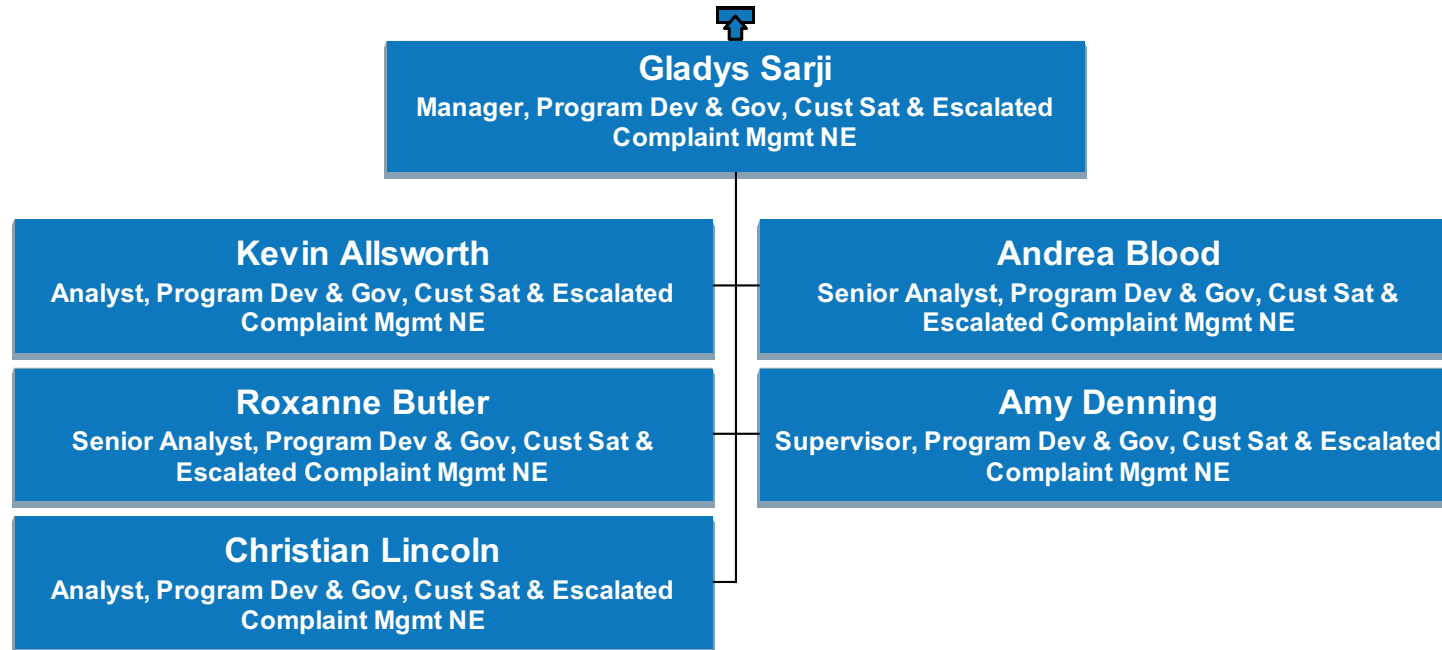 Gladys Sarji
Manager, Program Dev & Gov, Cust Sat & Escalated
Complaint Mgmt NE
Kevin Allsworth
Analyst, Program Dev & Gov, Cust Sat & Escalated
Complaint Mgmt NE
Andrea Blood
Senior Analyst, Program Dev & Gov, Cust Sat &
Escalated Complaint Mgmt NE
Roxanne Butler
Senior Analyst, Program Dev & Gov, Cust Sat &
Escalated Complaint Mgmt NE
Amy Denning
Supervisor, Program Dev & Gov, Cust Sat & Escalated
Complaint Mgmt NE
Christian Lincoln
Analyst, Program Dev & Gov, Cust Sat & Escalated
Complaint Mgmt NE